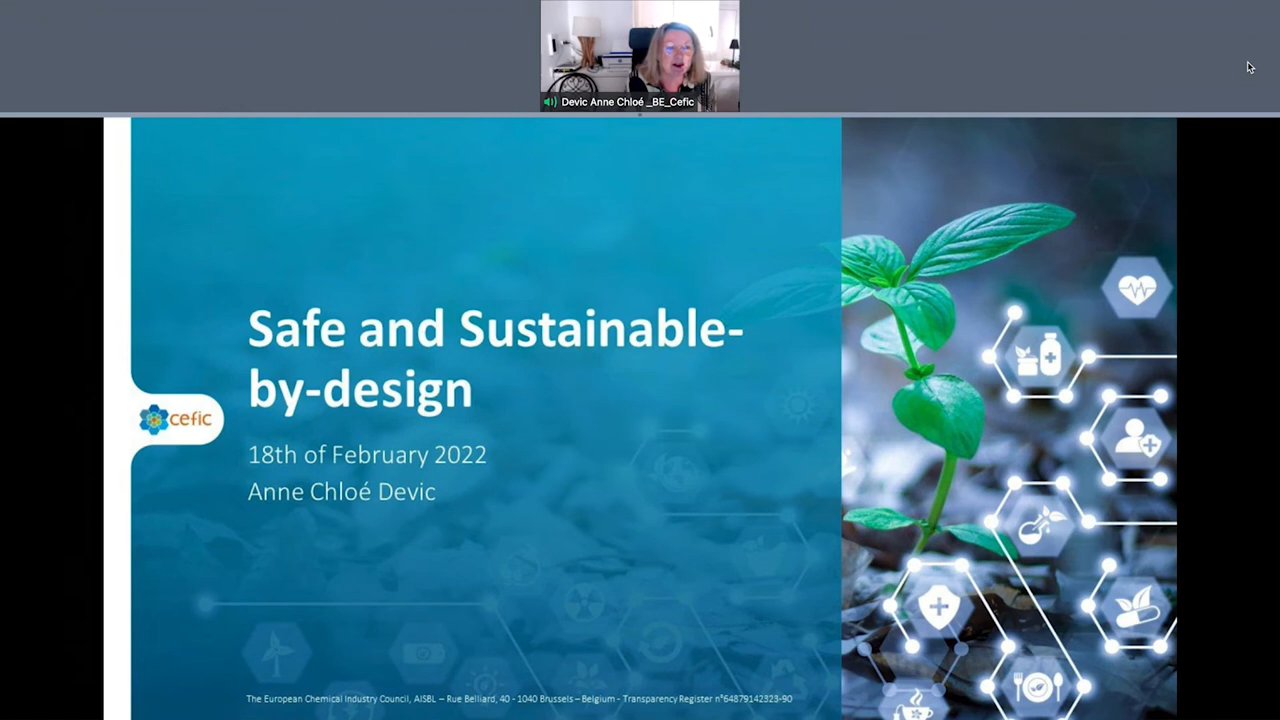 Devic Anne Chloé _BE_Cefic
Safe and Sustainable-
by-design
cefic
18th of February 2022
Anne Chloé Devic
The European Chemical Industry Council, AISBL – Rue Belliard, 40 - 1040 Brussels – Belgium - Transparency Register n°64879142323-90